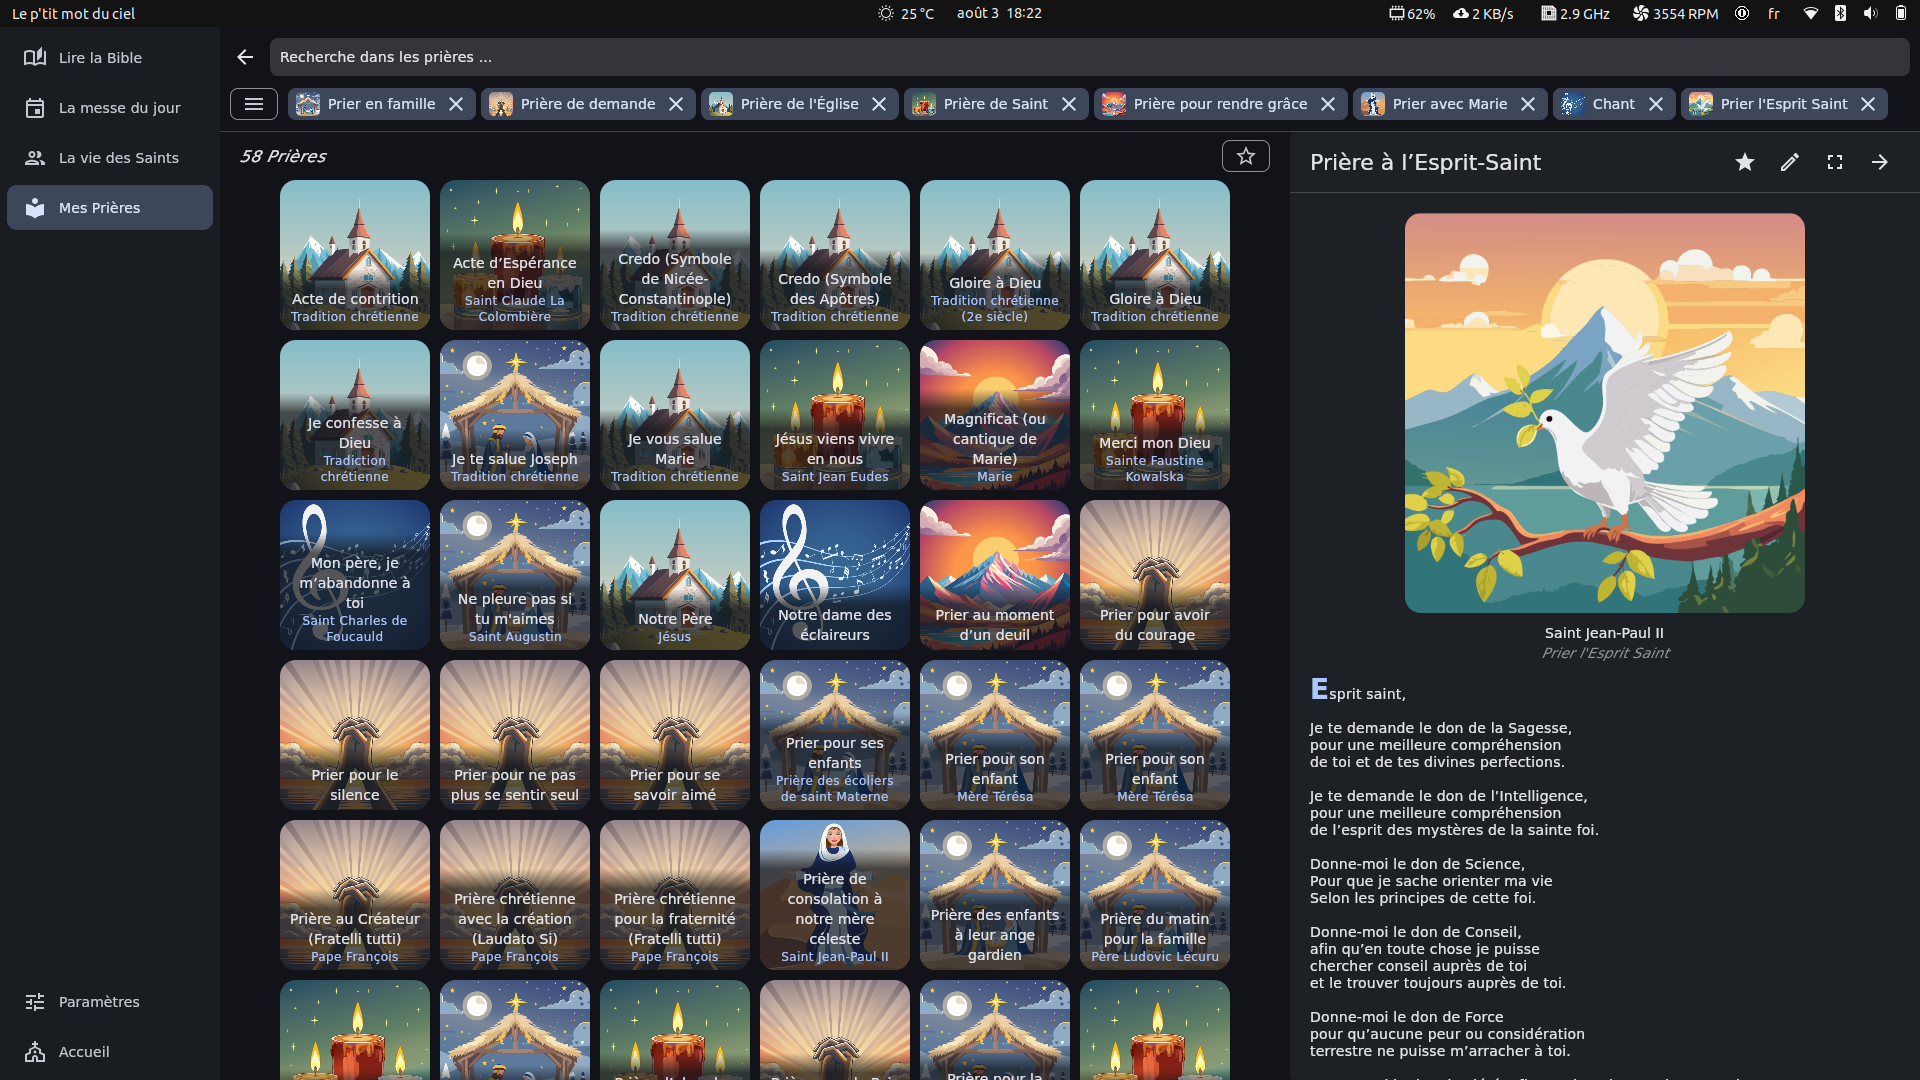 Le p'tit mot du ciel
25 °C
août 3 18:22
62%
2 KB/s
2.9 GHz
3554 RPM
fr
Lire la Bible
La messe du jour
La vie des Saints
Mes Prières
Paramètres
Accueil
Recherche dans les prières ...
Prier en famille
Prière de demande
Prière de l'Église
Prière de Saint
Prière pour rendre grâce
Prier avec Marie
Chant
Prier l'Esprit Saint
58 Prières
Acte de contrition
Tradition chrétienne
Acte d’Espérance
en Dieu
Saint Claude La
Colombière
Credo (Symbole
de Nicée-
Constantinople)
Tradition chrétienne
Credo (Symbole
des Apôtres)
Tradition chrétienne
Gloire à Dieu
Tradition chrétienne
(2e siècle)
Gloire à Dieu
Tradition chrétienne
Je confesse à
Dieu
Tradiction
chrétienne
Je te salue Joseph
Tradition chrétienne
Je vous salue
Marie
Tradition chrétienne
Jésus viens vivre
en nous
Saint Jean Eudes
Magnificat (ou
cantique de
Marie)
Marie
Merci mon Dieu
Sainte Faustine
Kowalska
Mon père, je
m’abandonne à
toi
Saint Charles de
Foucauld
Ne pleure pas si
tu m'aimes
Saint Augustin
Notre Père
Jésus
Notre dame des
éclaireurs
Prier au moment
d’un deuil
Prier pour avoir
du courage
Prier pour le
silence
Prier pour ne pas
plus se sentir seul
Prier pour se
savoir aimé
Prier pour ses
enfants
Prière des écoliers
de saint Materne
Prier pour son
enfant
Mère Térésa
Prier pour son
enfant
Mère Térésa
Prière au Créateur
(Fratelli tutti)
Pape François
Prière chrétienne
avec la création
(Laudato Si)
Pape François
Prière chrétienne
pour la fraternité
(Fratelli tutti)
Pape François
Prière de
consolation à
notre mère
céleste
Saint Jean-Paul II
Prière des enfants
à leur ange
gardien
Prière du matin
pour la famille
Père Ludovic Lécuru
Prière pour la
Prière à l’Esprit-Saint
Saint Jean-Paul II
Prier l'Esprit Saint
Esprit saint,
Je te demande le don de la Sagesse,
pour une meilleure compréhension
de toi et de tes divines perfections.
Je te demande le don de l’Intelligence,
pour une meilleure compréhension
de l’esprit des mystères de la sainte foi.
Donne-moi le don de Science,
Pour que je sache orienter ma vie
Selon les principes de cette foi.
Donne-moi le don de Conseil,
afin qu’en toute chose je puisse
chercher conseil auprès de toi
et le trouver toujours auprès de toi.
Donne-moi le don de Force
pour qu’aucune peur ou considération
terrestre ne puisse m’arracher à toi.